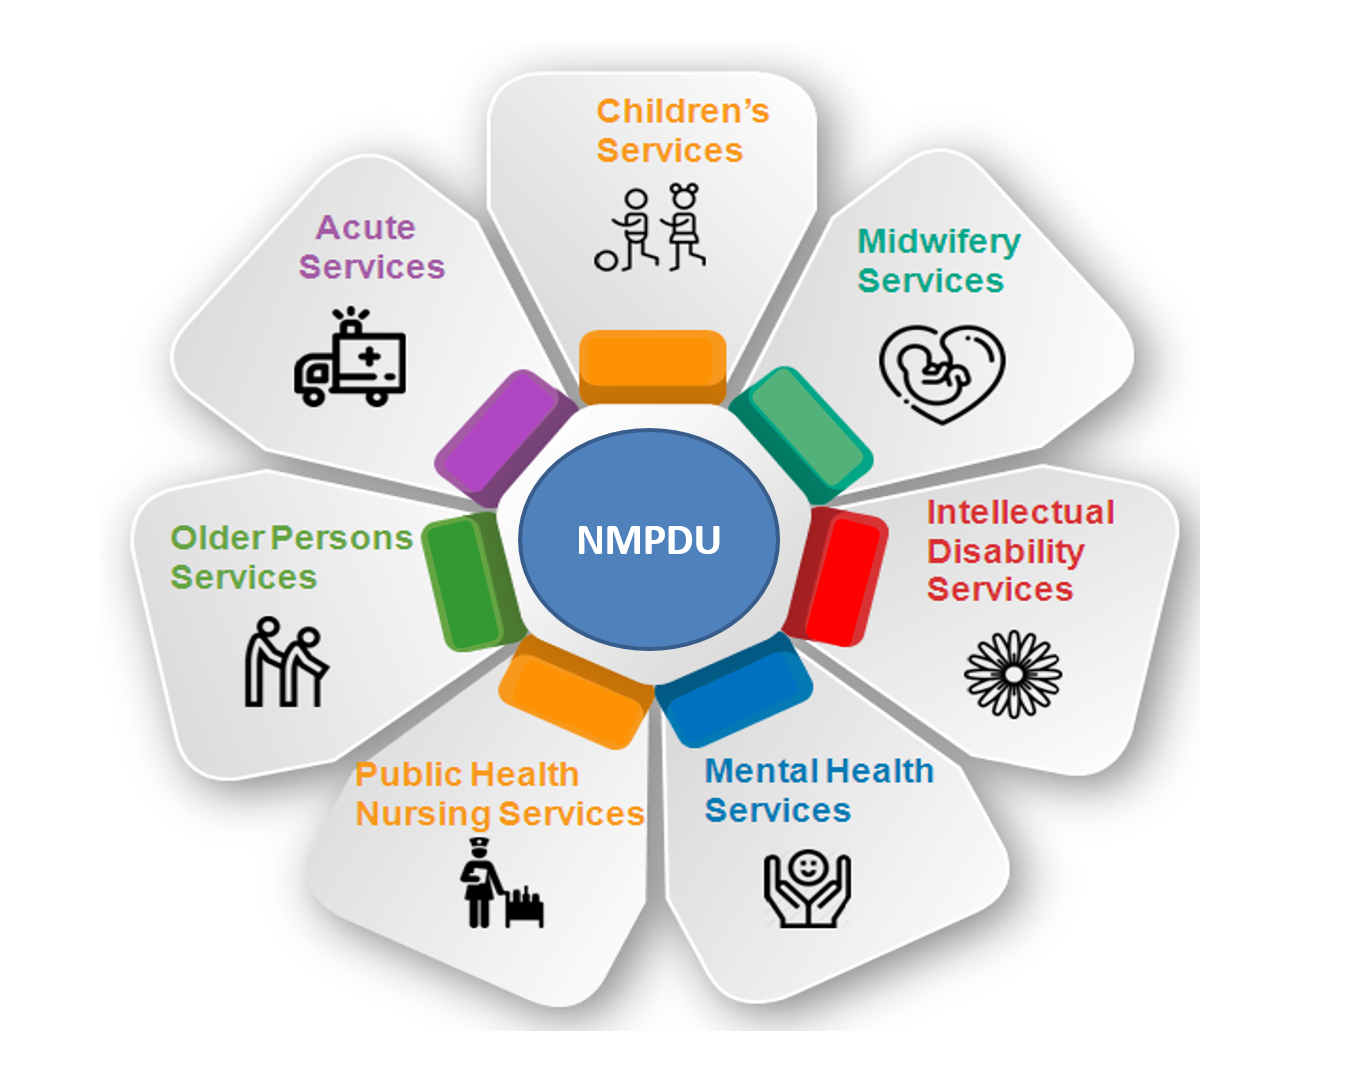 Children’s
Services
Acute
Services
Midwifery
Services
Older Persons
Services
NMPDU
Intellectual
Disability
Services
Public Health
Nursing Services
Mental Health
Services